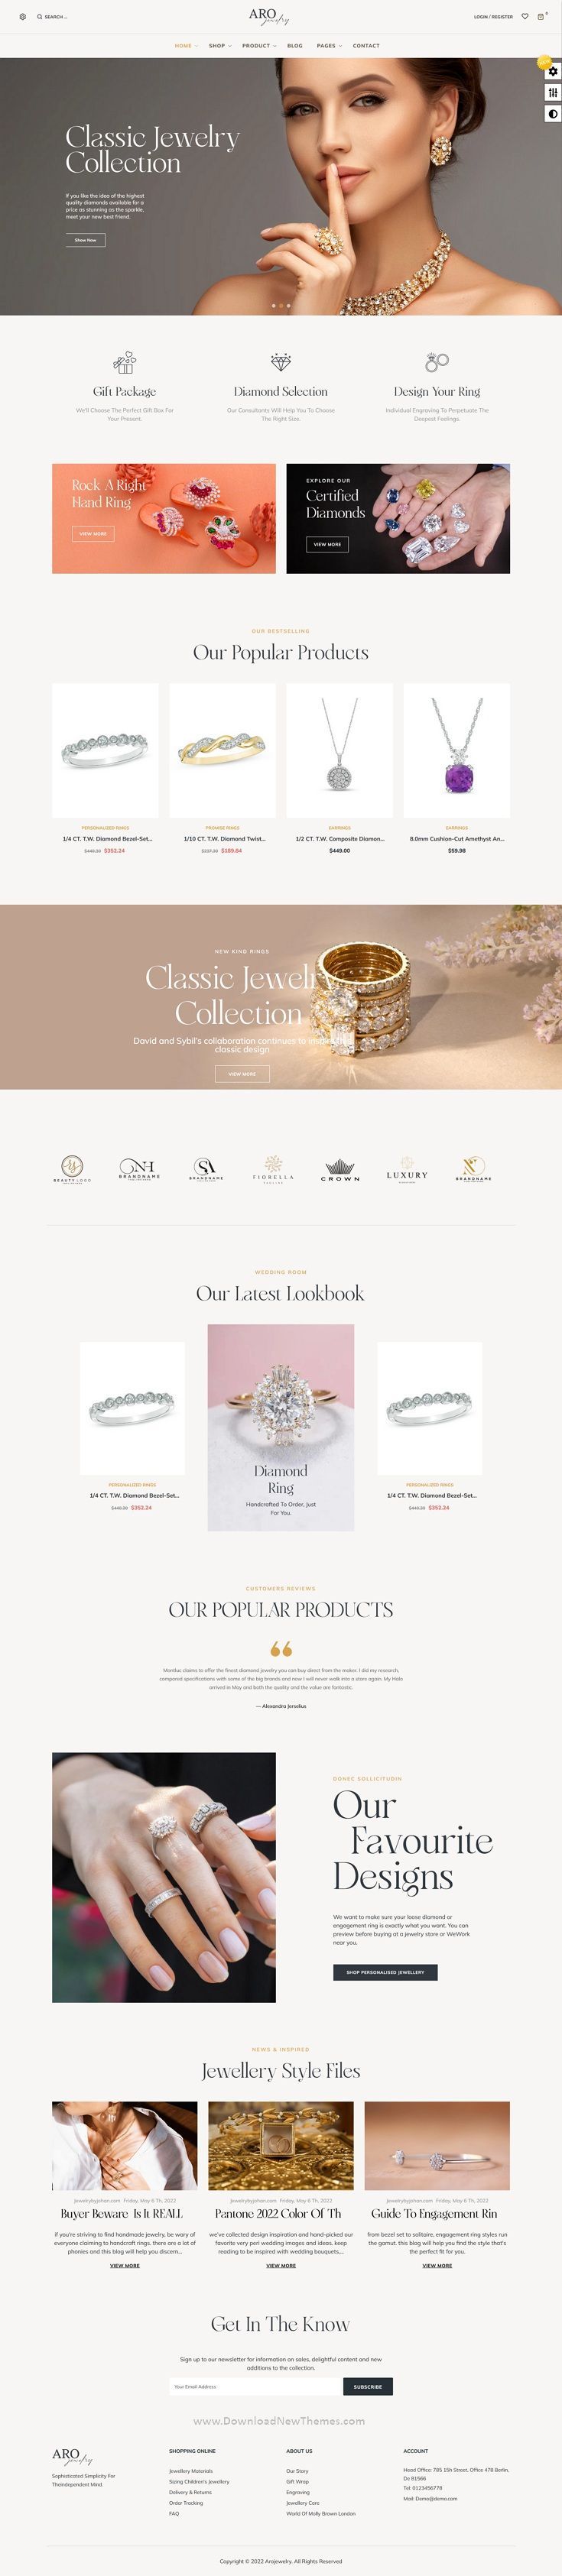 SEARCH ...
ARO
jewelry
LOGIN / REGISTER
HOME
SHOP
PRODUCT
BLOG
PAGES
CONTACT
Classic Jewelry
Collection
If you like the idea of the highest
quality diamonds available for a
price as stunning as the sparkle,
meet your new best friend.
Show Now
Gift Package
We'll Choose The Perfect Gift Box For
Your Present.
Diamond Selection
Our Consultants Will Help You To Choose
The Right Size.
Design Your Ring
Individual Engraving To Perpetuate The
Deepest Feelings.
Rock A Right
Hand Ring
VIEW MORE
EXPLORE OUR
Certified
Diamonds
VIEW MORE
OUR BESTSELLING
Our Popular Products
PERSONALIZED RINGS
1/4 CT. T.W. Diamond Bezel-Set...
$352.24
PROMISE RINGS
1/10 CT. T.W. Diamond Twist...
$189.64
EARRINGS
1/2 CT. T.W. Composite Diamon...
$449.00
EARRINGS
8.0mm Cushion-Cut Amethyst An...
$59.98
NEW KIND RINGS
Classic Jewelry
Collection
David and Sybil's collaboration continues to inspire
classic design
VIEW MORE
BEAUTY LOGO
BRANDNAME
BRANDNAME
FIORELLA
CROWN
LUXURY
BRANDNAME
WEDDING ROOM
Our Latest Lookbook
PERSONALIZED RINGS
1/4 CT. T.W. Diamond Bezel-Set...
$352.24
Diamond
Ring
Handcrafted To Order, Just
For You.
PERSONALIZED RINGS
1/4 CT. T.W. Diamond Bezel-Set...
$352.24
CUSTOMERS REVIEWS
OUR POPULAR PRODUCTS
claims to offer the finest diamond jewelry you can buy direct from the maker. I did my research,
compared specifications with some of the big brands and now I will never walk into a store again. My Halo
arrived in May and both the quality and the value are fantastic.
— Alexandra
DONEC SOLLICITUDIN
Our
Favourite
Designs
We want to make sure your loose diamond or
engagement ring is exactly what you want. You can
preview before buying at a jewelry store or WeWork
near you.
SHOP PERSONALISED JEWELLERY
NEWS & INSPIRED
Jewellery Style Files
Jewelrybyjohan.com Friday, May 6 Th, 2022
Buyer Beware Is It REALL
if you're striving to find handmade jewelry, be wary of
everyone claiming to handcraft rings. there are a lot of
phonies and this blog will help you discern...
VIEW MORE
Jewelrybyjohan.com Friday, May 6 Th, 2022
Pantone 2022 Color Of Th
we've collected design inspiration and hand-picked our
favorite very peri wedding images and ideas, keep
reading to be inspired with wedding bouquets,...
VIEW MORE
Jewelrybyjohan.com Friday, May 6 Th, 2022
Guide To Engagement Rin
from bezel set to solitaire, engagement ring styles run
the gamut. this blog will help you find the style that's
the perfect fit for you.
VIEW MORE
Get In The Know
Sign up to our newsletter for information on sales, delightful content and new
additions to the collection.
Your Email Address
SUBSCRIBE
www.DownloadNewThemes.com
ARO
jewelry
Sophisticated Simplicity For
TheIndependent Mind.
SHOPPING ONLINE
Jewellery Materials
Sizing Children's Jewellery
Delivery & Returns
Order Tracking
FAQ
ABOUT US
Our Story
Gift Wrap
Engraving
Jewellery Care
World Of Molly Brown London
ACCOUNT
Head Office: 785 15h Street, Office 478 Berlin,
De 81566
Tel: 0123456778
Mail: Demo@demo.com
Copyright © 2022 Arojewelry. All Rights Reserved